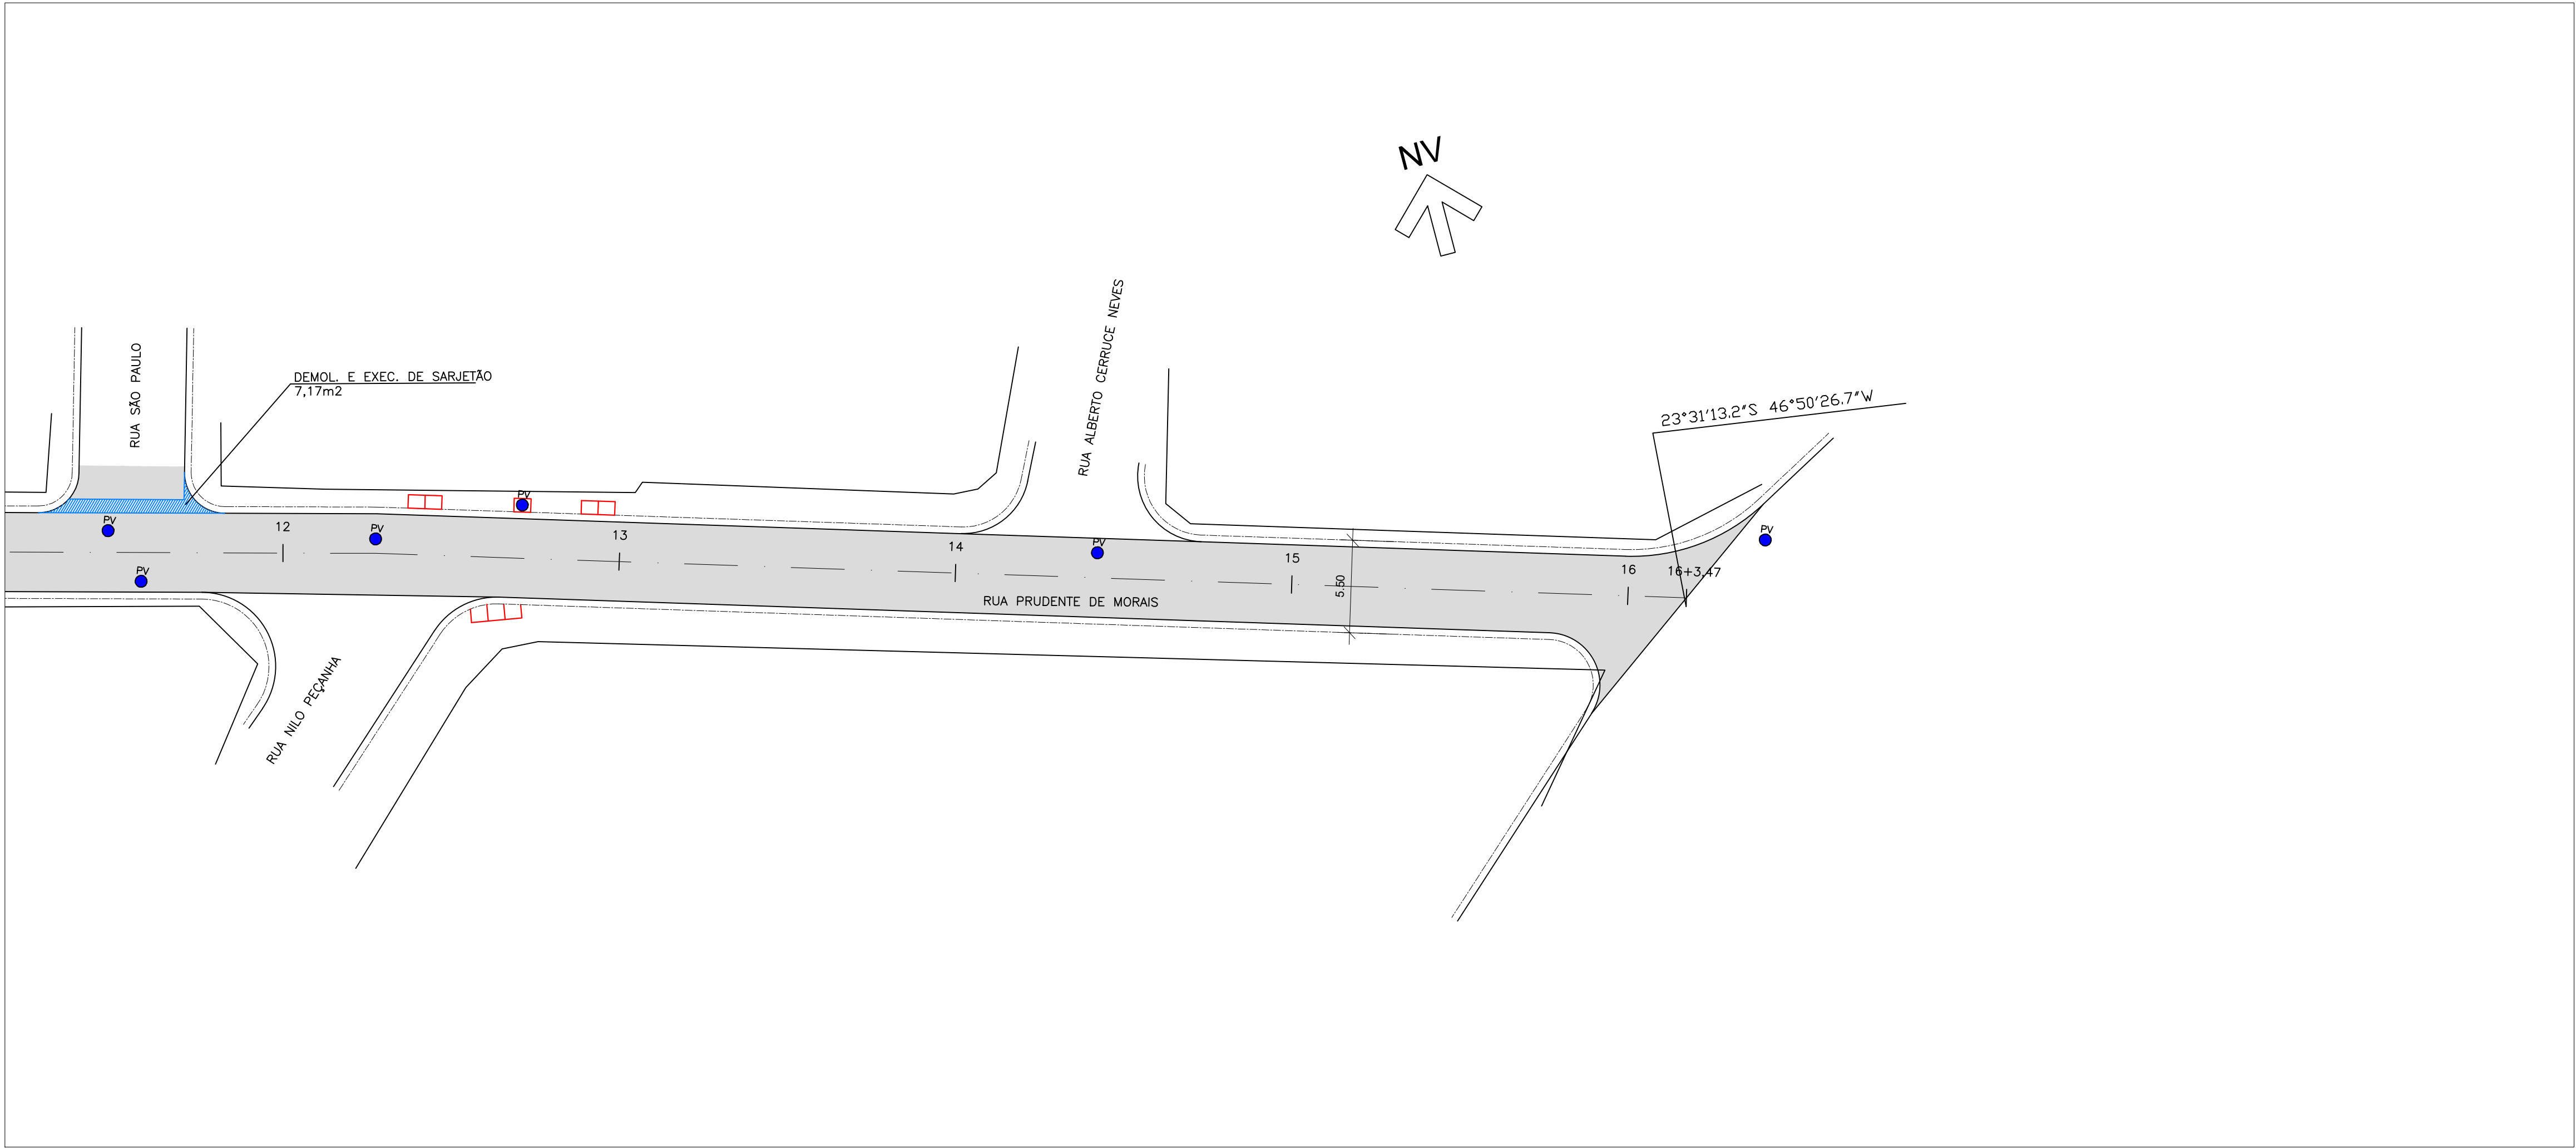 NV
RUA SÃO PAULO
DEMOL. E EXEC. DE SARJETÃO
7,17m2
RUA ALBERTO CERRUCE NEVES
23°31'13.2"S 46°50'26.7"W
PV
PV
PV
PV
PV
PV
12
13
14
15
16
16+3,47
5.50
RUA PRUDENTE DE MORAIS
RUA NILO PEÇANHA